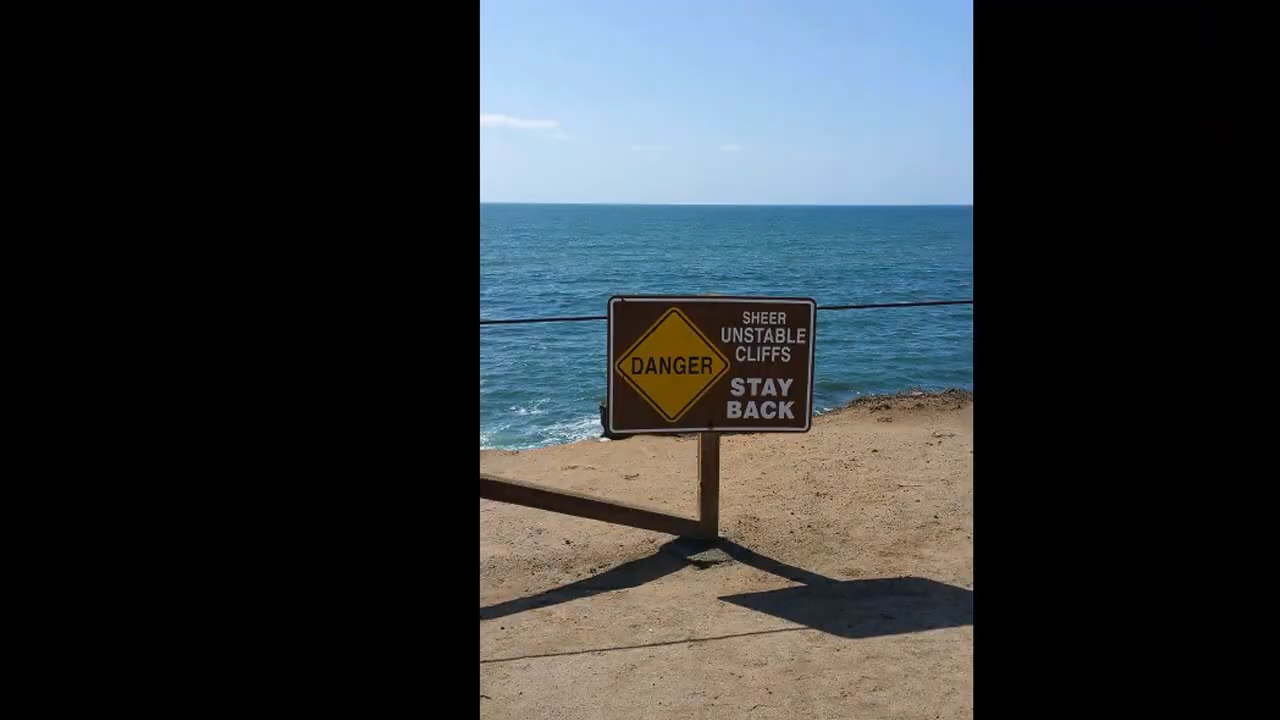 DANGER
SHEER
UNSTABLE
CLIFFS
STAY
BACK